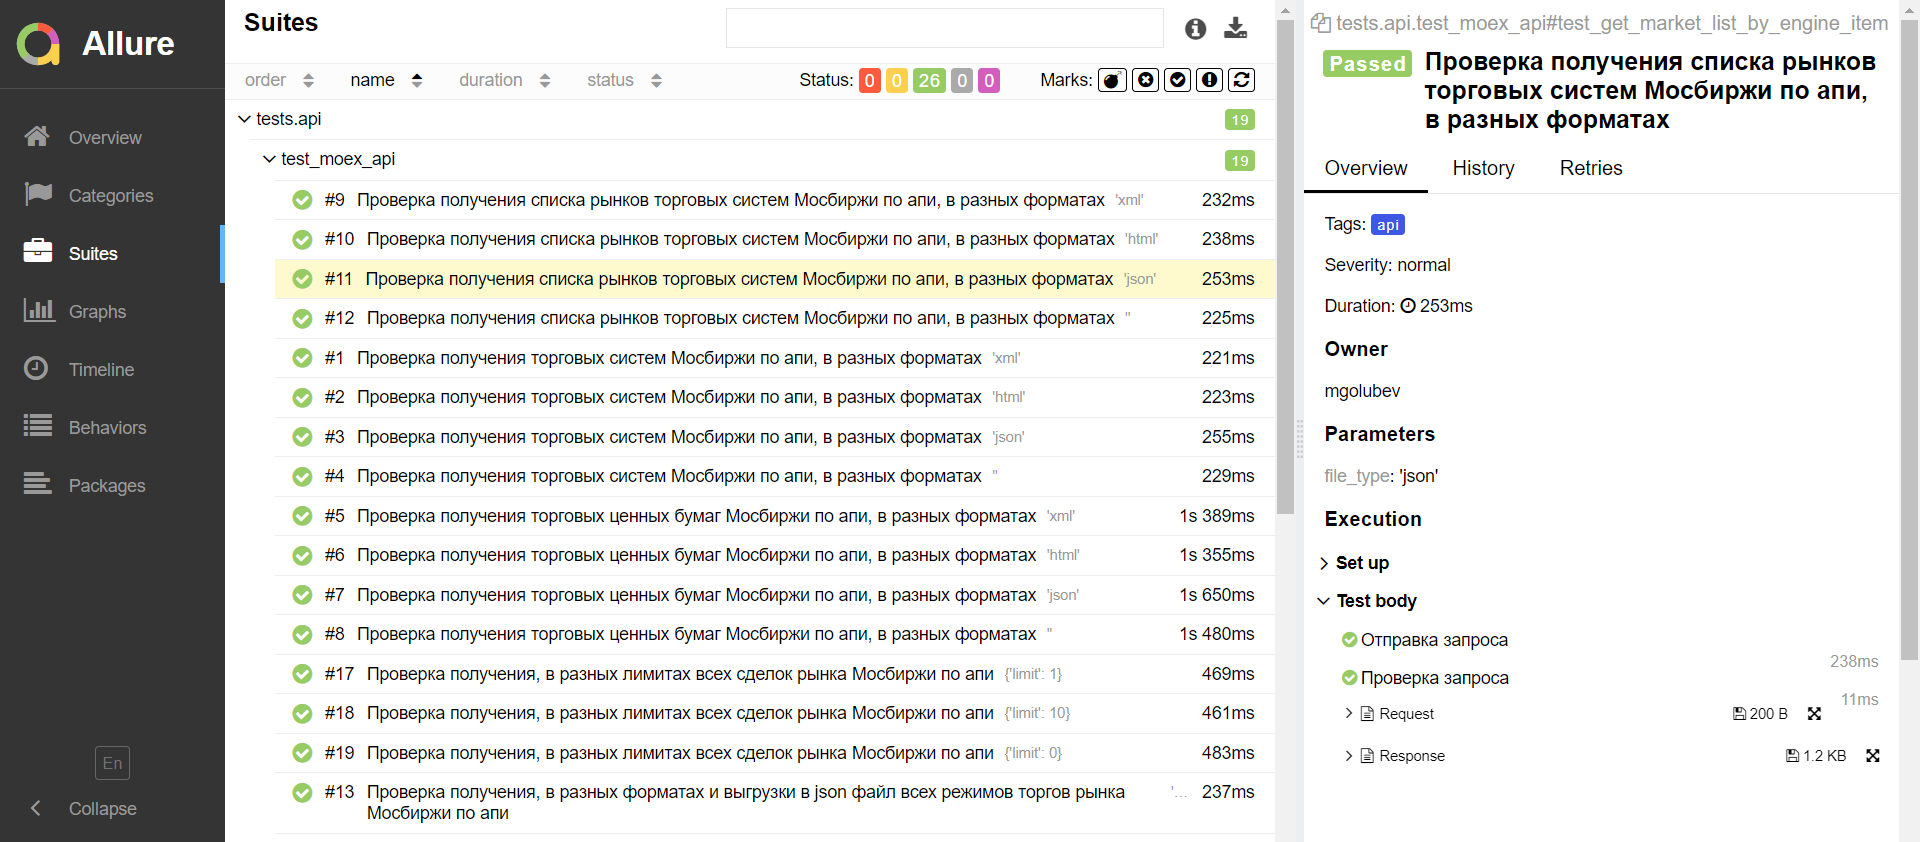 Allure
Overview
Categories
Suites
Graphs
Timeline
Behaviors
Packages
En
Collapse
Suites
order name duration status Status: 0 0 26 0 0 Marks:
tests.api 19
test_moex_api 19
#9 Проверка получения списка рынков торговых систем Мосбиржи по апи, в разных форматах 'xml' 232ms
#10 Проверка получения списка рынков торговых систем Мосбиржи по апи, в разных форматах 'html' 238ms
#11 Проверка получения списка рынков торговых систем Мосбиржи по апи, в разных форматах 'json' 253ms
#12 Проверка получения списка рынков торговых систем Мосбиржи по апи, в разных форматах '' 225ms
#1 Проверка получения торговых систем Мосбиржи по апи, в разных форматах 'xml' 221ms
#2 Проверка получения торговых систем Мосбиржи по апи, в разных форматах 'html' 223ms
#3 Проверка получения торговых систем Мосбиржи по апи, в разных форматах 'json' 255ms
#4 Проверка получения торговых систем Мосбиржи по апи, в разных форматах '' 229ms
#5 Проверка получения торговых ценных бумаг Мосбиржи по апи, в разных форматах 'xml' 1s 389ms
#6 Проверка получения торговых ценных бумаг Мосбиржи по апи, в разных форматах 'html' 1s 355ms
#7 Проверка получения торговых ценных бумаг Мосбиржи по апи, в разных форматах 'json' 1s 650ms
#8 Проверка получения торговых ценных бумаг Мосбиржи по апи, в разных форматах '' 1s 480ms
#17 Проверка получения, в разных лимитах всех сделок рынка Мосбиржи по апи {'limit': 1} 469ms
#18 Проверка получения, в разных лимитах всех сделок рынка Мосбиржи по апи {'limit': 10} 461ms
#19 Проверка получения, в разных лимитах всех сделок рынка Мосбиржи по апи {'limit': 0} 483ms
#13 Проверка получения, в разных форматах и выгрузки в json файл всех режимов торгов рынка '... 237ms
Мосбиржи по апи
tests.api.test_moex_api#test_get_market_list_by_engine_item
Passed Проверка получения списка рынков
торговых систем Мосбиржи по апи,
в разных форматах
Overview History Retries
Tags: api
Severity: normal
Duration: 253ms
Owner
mgolubev
Parameters
file_type: 'json'
Execution
Set up
Test body
Отправка запроса
238ms
Проверка запроса
11ms
Request 200 B
Response 1.2 KB